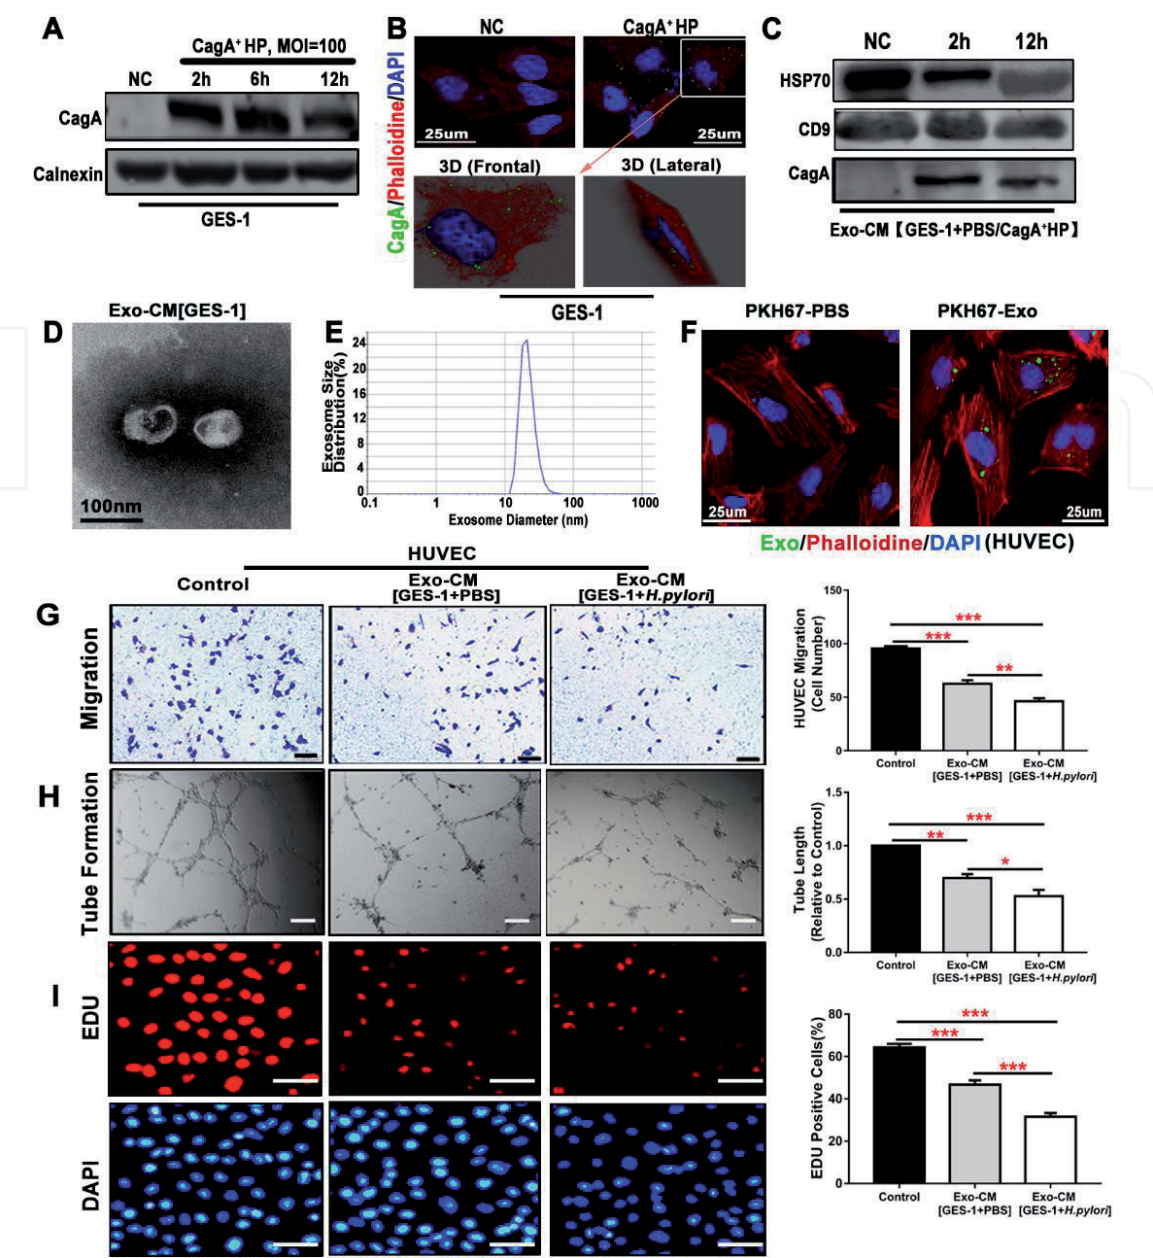 A
CagA⁺ HP, MOI=100
NC 2h 6h 12h
CagA
Calnexin
GES-1
B
NC CagA⁺ HP
CagA/Phalloidine/DAPI
25um 25um
3D (Frontal) 3D (Lateral)
GES-1
C
NC 2h 12h
HSP70
CD9
CagA
Exo-CM【GES-1+PBS/CagA⁺HP】
D
Exo-CM[GES-1]
100nm
E
Exosome Size
Distribution(%)
24
20
16
12
8
4
0
0.1 1 10 100 1000
Exosome Diameter (nm)
F
PKH67-PBS PKH67-Exo
25um 25um
Exo/Phalloidine/DAPI (HUVEC)
HUVEC
Control
Exo-CM
[GES-1+PBS]
Exo-CM
[GES-1+H.pylori]
G
Migration
HUVEC Migration
(Cell Number)
150
100
50
0
***
***
**
Control
Exo-CM
[GES-1+PBS]
Exo-CM
[GES-1+H.pylori]
H
Tube Formation
Tube Length
(Relative to Control)
1.5
1.0
0.5
0.0
***
**
*
Control
Exo-CM
[GES-1+PBS]
Exo-CM
[GES-1+H.pylori]
I
EDU
DAPI
EDU Positive Cells(%)
80
60
40
20
0
***
***
***
Control
Exo-CM
[GES-1+PBS]
Exo-CM
[GES-1+H.pylori]